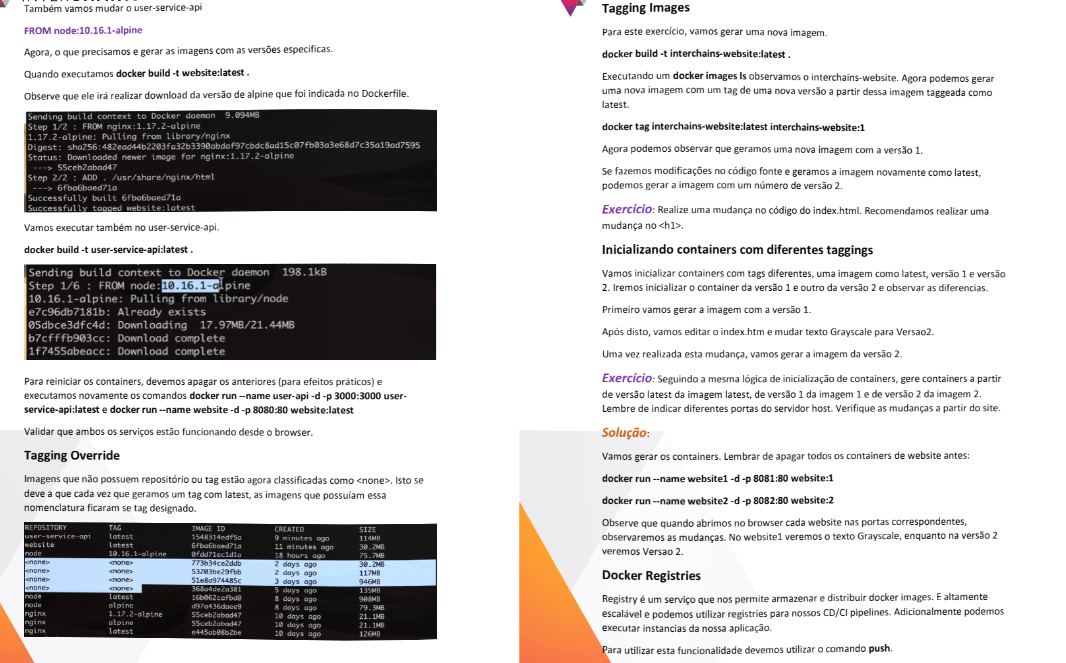 Também vamos mudar o user-service-api
FROM node:10.16.1-alpine
Agora, o que precisamos e gerar as imagens com as versões especificas.
Quando executamos docker build -t website:latest .
Observe que ele irá realizar download da versão de alpine que foi indicada no Dockerfile.
Sending build context to Docker daemon 9.094MB
Step 1/2 : FROM nginx:1.17.2-alpine
1.17.2-alpine: Pulling from library/nginx
Digest: sha256:482ead44b2203fa32b3390abdaf97cbdc8ad15c07fb03a3e68d7c35a19ad7595
Status: Downloaded newer image for nginx:1.17.2-alpine
---> 55ceb2abad47
Step 2/2 : ADD . /usr/share/nginx/html
---> 6fba6baed71a
Successfully built 6fba6baed71a
Successfully tagged website:latest
Vamos executar também no user-service-api.
docker build -t user-service-api:latest .
Sending build context to Docker daemon 198.1kB
Step 1/6 : FROM node:10.16.1-alpine
10.16.1-alpine: Pulling from library/node
e7c96db7181b: Already exists
05dbce3dfc4d: Downloading 17.97MB/21.44MB
b7cfffb903cc: Download complete
1f7455abeacc: Download complete
Para reiniciar os containers, devemos apagar os anteriores (para efeitos práticos) e
executamos novamente os comandos docker run --name user-api -d -p 3000:3000 user-
service-api:latest e docker run --name website -d -p 8080:80 website:latest
Validar que ambos os serviços estão funcionando desde o browser.
Tagging Override
Imagens que não possuem repositório ou tag estão agora classificadas como <none>. Isto se
deve a que cada vez que geramos um tag com latest, as imagens que possuíam essa
nomenclatura ficaram se tag designado.
REPOSITORY TAG IMAGE ID CREATED SIZE
user-service-api latest 1548314edf5a 9 minutes ago 114MB
website latest 6fba6baed71a 11 minutes ago 30.2MB
node 10.16.1-alpine 0fdd71ec1d1a 18 hours ago 75.7MB
<none> <none> 773b34ce2ddb 2 days ago 30.2MB
<none> <none> 53203be29fbb 2 days ago 117MB
<none> <none> 51e8a974485c 3 days ago 946MB
<none> <none> 368a4de2a381 5 days ago 135MB
node latest 16b062cafbd0 8 days ago 908MB
node alpine d97a436daee9 8 days ago 79.3MB
nginx 1.17.2-alpine 55ceb2abad47 10 days ago 21.1MB
nginx alpine 55ceb2abad47 10 days ago 21.1MB
nginx latest e445ab08b2be 10 days ago 126MB
Tagging Images
Para este exercício, vamos gerar uma nova imagem.
docker build -t interchains-website:latest .
Executando um docker images ls observamos o interchains-website. Agora podemos gerar
uma nova imagem com um tag de uma nova versão a partir dessa imagem taggeada como
latest.
docker tag interchains-website:latest interchains-website:1
Agora podemos observar que geramos uma nova imagem com a versão 1.
Se fazemos modificações no código fonte e geramos a imagem novamente como latest,
podemos gerar a imagem com um número de versão 2.
Exercício: Realize uma mudança no código do index.html. Recomendamos realizar uma
mudança no <h1>.
Inicializando containers com diferentes taggings
Vamos inicializar containers com tags diferentes, uma imagem como latest, versão 1 e versão
2. Iremos inicializar o container da versão 1 e outro da versão 2 e observar as diferencias.
Primeiro vamos gerar a imagem com a versão 1.
Após disto, vamos editar o index.htm e mudar texto Grayscale para Versao2.
Uma vez realizada esta mudança, vamos gerar a imagem da versão 2.
Exercício: Seguindo a mesma lógica de inicialização de containers, gere containers a partir
de versão latest da imagem latest, de versão 1 da imagem 1 e de versão 2 da imagem 2.
Lembre de indicar diferentes portas do servidor host. Verifique as mudanças a partir do site.
Solução:
Vamos gerar os containers. Lembrar de apagar todos os containers de website antes:
docker run --name website1 -d -p 8081:80 website:1
docker run --name website2 -d -p 8082:80 website:2
Observe que quando abrimos no browser cada website nas portas correspondentes,
observaremos as mudanças. No website1 veremos o texto Grayscale, enquanto na versão 2
veremos Versao 2.
Docker Registries
Registry é um serviço que nos permite armazenar e distribuir docker images. E altamente
escalável e podemos utilizar registries para nossos CD/CI pipelines. Adicionalmente podemos
executar instancias da nossa aplicação.
Para utilizar esta funcionalidade devemos utilizar o comando push.